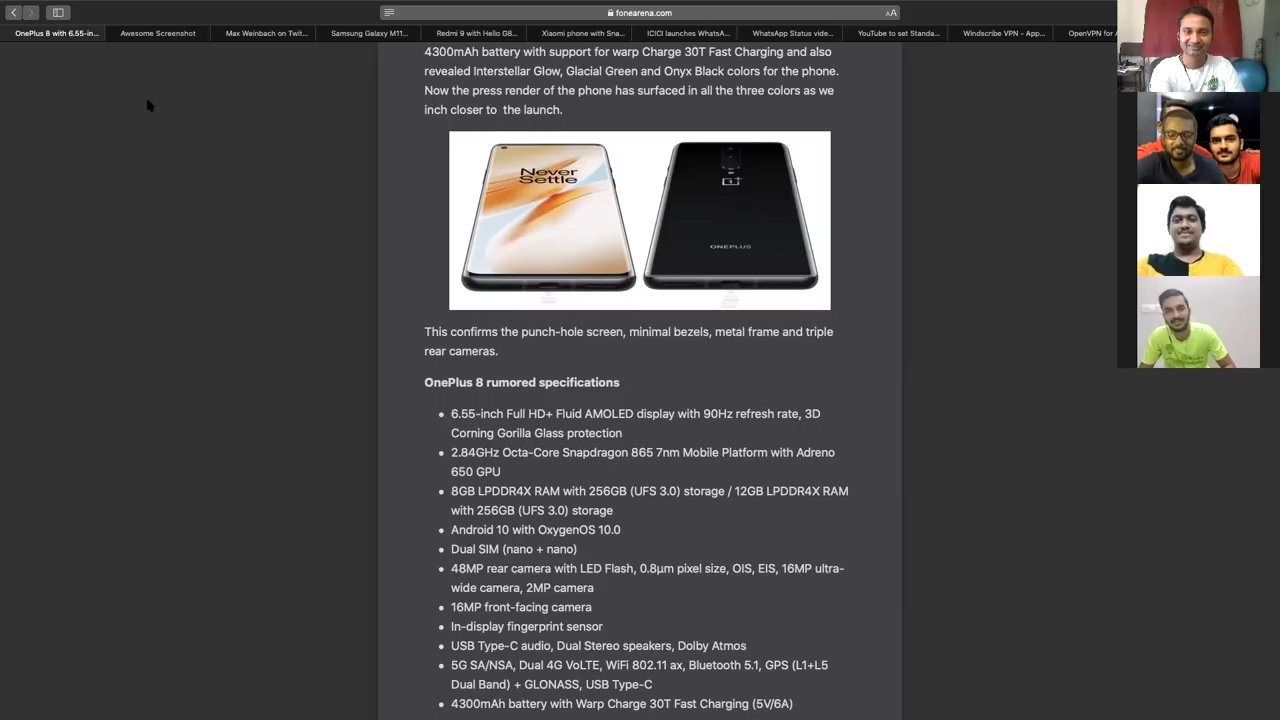 fonearena.com
AA
OnePlus 8 with 6.55-in...
Awesome Screenshot
Max Weinbach on Twit...
Samsung Galaxy M11...
Redmi 9 with Helio G8...
Xiaomi phone with Sna...
ICICI launches WhatsA...
WhatsApp Status vide...
YouTube to set Standa...
Windscribe VPN - App...
OpenVPN for A
4300mAh battery with support for warp Charge 30T Fast Charging and also
revealed Interstellar Glow, Glacial Green and Onyx Black colors for the phone.
Now the press render of the phone has surfaced in all the three colors as we
inch closer to the launch.
Never
Settle
1+
ONEPLUS
This confirms the punch-hole screen, minimal bezels, metal frame and triple
rear cameras.
OnePlus 8 rumored specifications
• 6.55-inch Full HD+ Fluid AMOLED display with 90Hz refresh rate, 3D
Corning Gorilla Glass protection
• 2.84GHz Octa-Core Snapdragon 865 7nm Mobile Platform with Adreno
650 GPU
• 8GB LPDDR4X RAM with 256GB (UFS 3.0) storage / 12GB LPDDR4X RAM
with 256GB (UFS 3.0) storage
• Android 10 with OxygenOS 10.0
• Dual SIM (nano + nano)
• 48MP rear camera with LED Flash, 0.8μm pixel size, OIS, EIS, 16MP ultra-
wide camera, 2MP camera
• 16MP front-facing camera
• In-display fingerprint sensor
• USB Type-C audio, Dual Stereo speakers, Dolby Atmos
• 5G SA/NSA, Dual 4G VoLTE, WiFi 802.11 ax, Bluetooth 5.1, GPS (L1+L5
Dual Band) + GLONASS, USB Type-C
• 4300mAh battery with Warp Charge 30T Fast Charging (5V/6A)